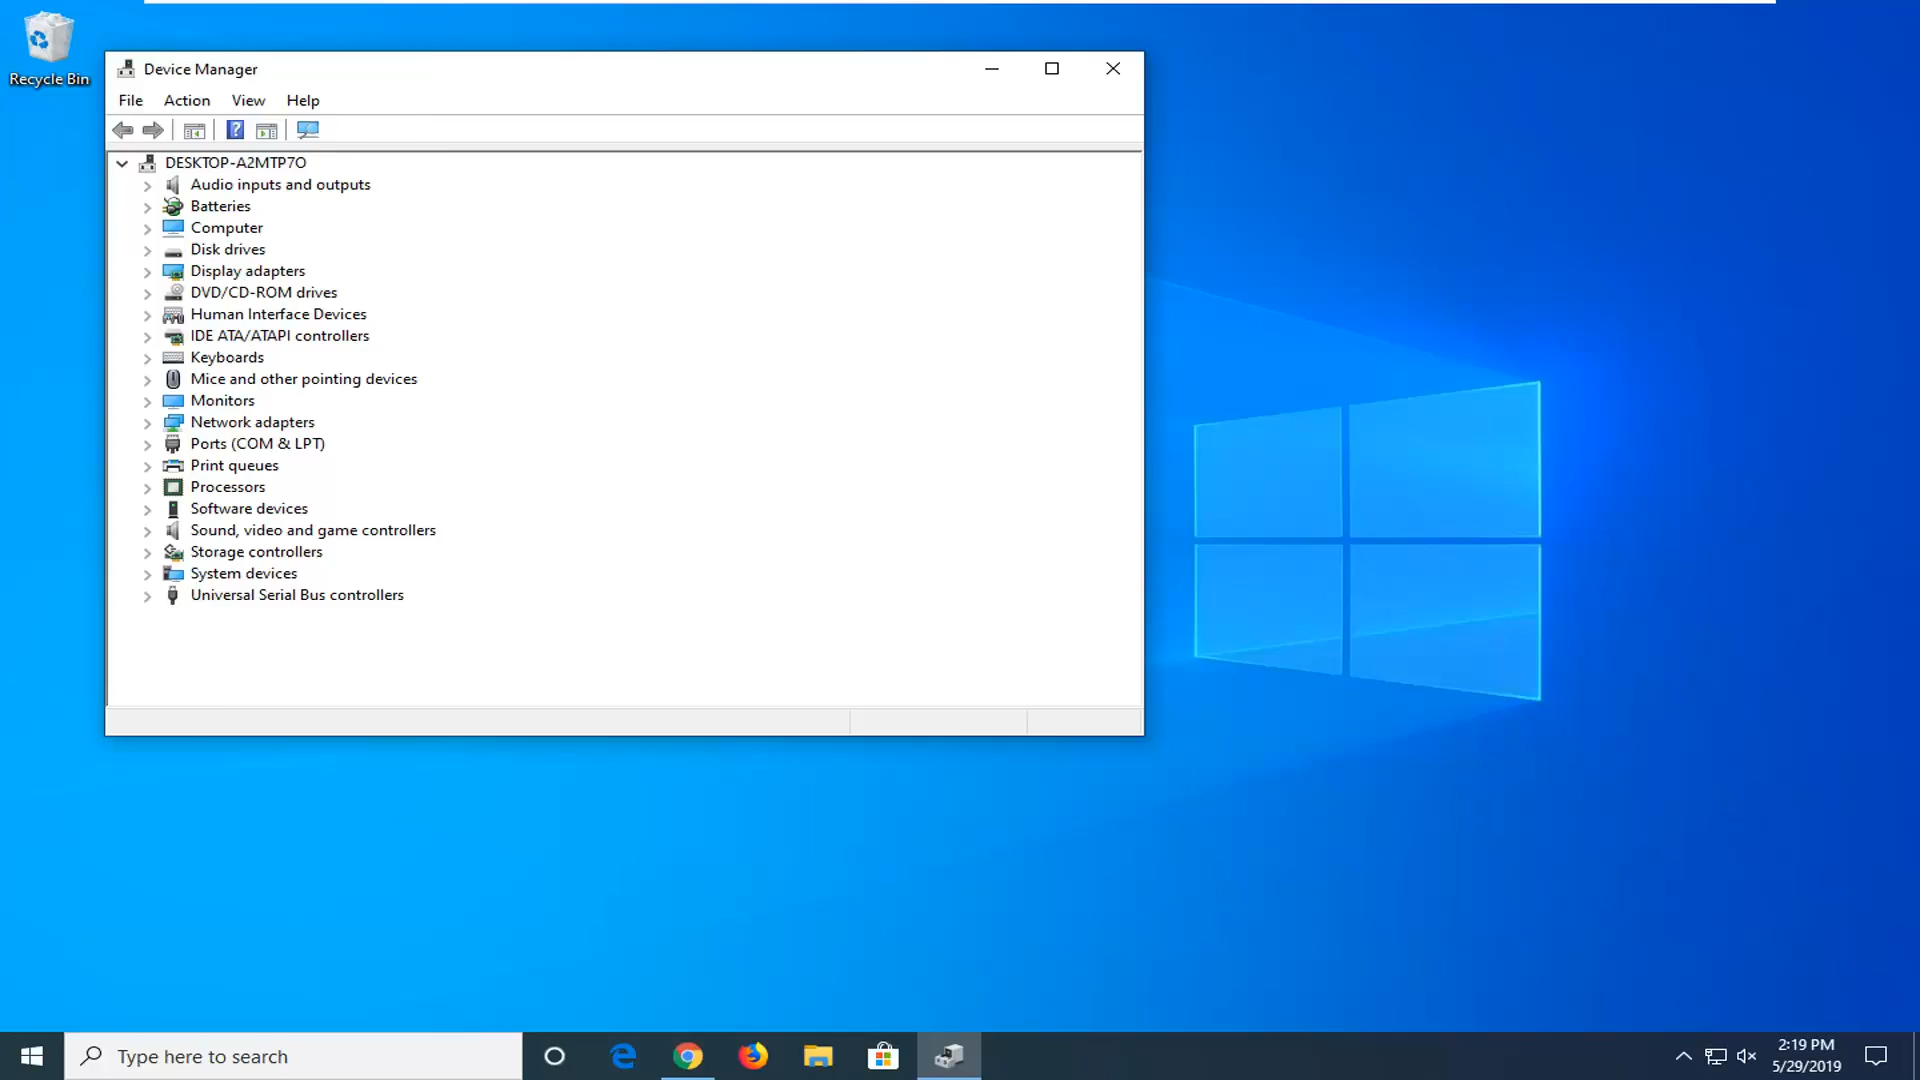 Recycle Bin
Device Manager
File Action View Help
DESKTOP-A2MTP7O
Audio inputs and outputs
Batteries
Computer
Disk drives
Display adapters
DVD/CD-ROM drives
Human Interface Devices
IDE ATA/ATAPI controllers
Keyboards
Mice and other pointing devices
Monitors
Network adapters
Ports (COM & LPT)
Print queues
Processors
Software devices
Sound, video and game controllers
Storage controllers
System devices
Universal Serial Bus controllers
Type here to search
2:19 PM
5/29/2019